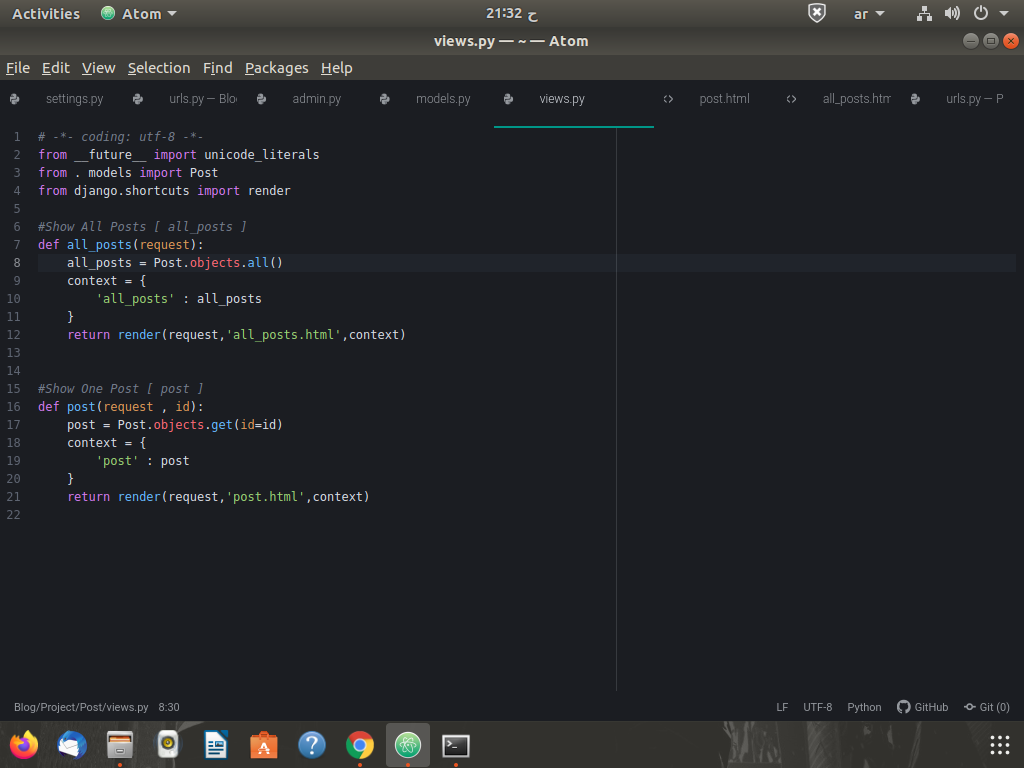 Activities Atom 21:32 ح ar
views.py — ~ — Atom
File Edit View Selection Find Packages Help
settings.py urls.py — Blo admin.py models.py views.py post.html all_posts.htm urls.py — P
1 # -*- coding: utf-8 -*-
2 from __future__ import unicode_literals
3 from . models import Post
4 from django.shortcuts import render
5
6 #Show All Posts [ all_posts ]
7 def all_posts(request):
8     all_posts = Post.objects.all()
9     context = {
10         'all_posts' : all_posts
11     }
12     return render(request,'all_posts.html',context)
13
14
15 #Show One Post [ post ]
16 def post(request , id):
17     post = Post.objects.get(id=id)
18     context = {
19         'post' : post
20     }
21     return render(request,'post.html',context)
22
Blog/Project/Post/views.py 8:30 LF UTF-8 Python GitHub Git (0)